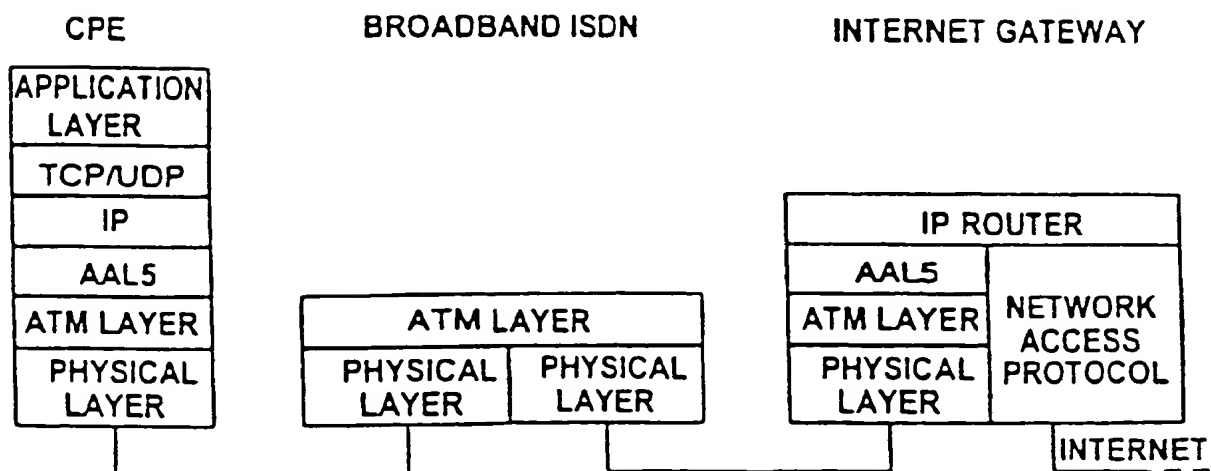 CPE
BROADBAND ISDN
INTERNET GATEWAY
APPLICATION
LAYER
TCP/UDP
IP
AAL5
ATM LAYER
PHYSICAL
LAYER
ATM LAYER
PHYSICAL
LAYER
PHYSICAL
LAYER
IP ROUTER
AAL5
ATM LAYER
PHYSICAL
LAYER
NETWORK
ACCESS
PROTOCOL
INTERNET